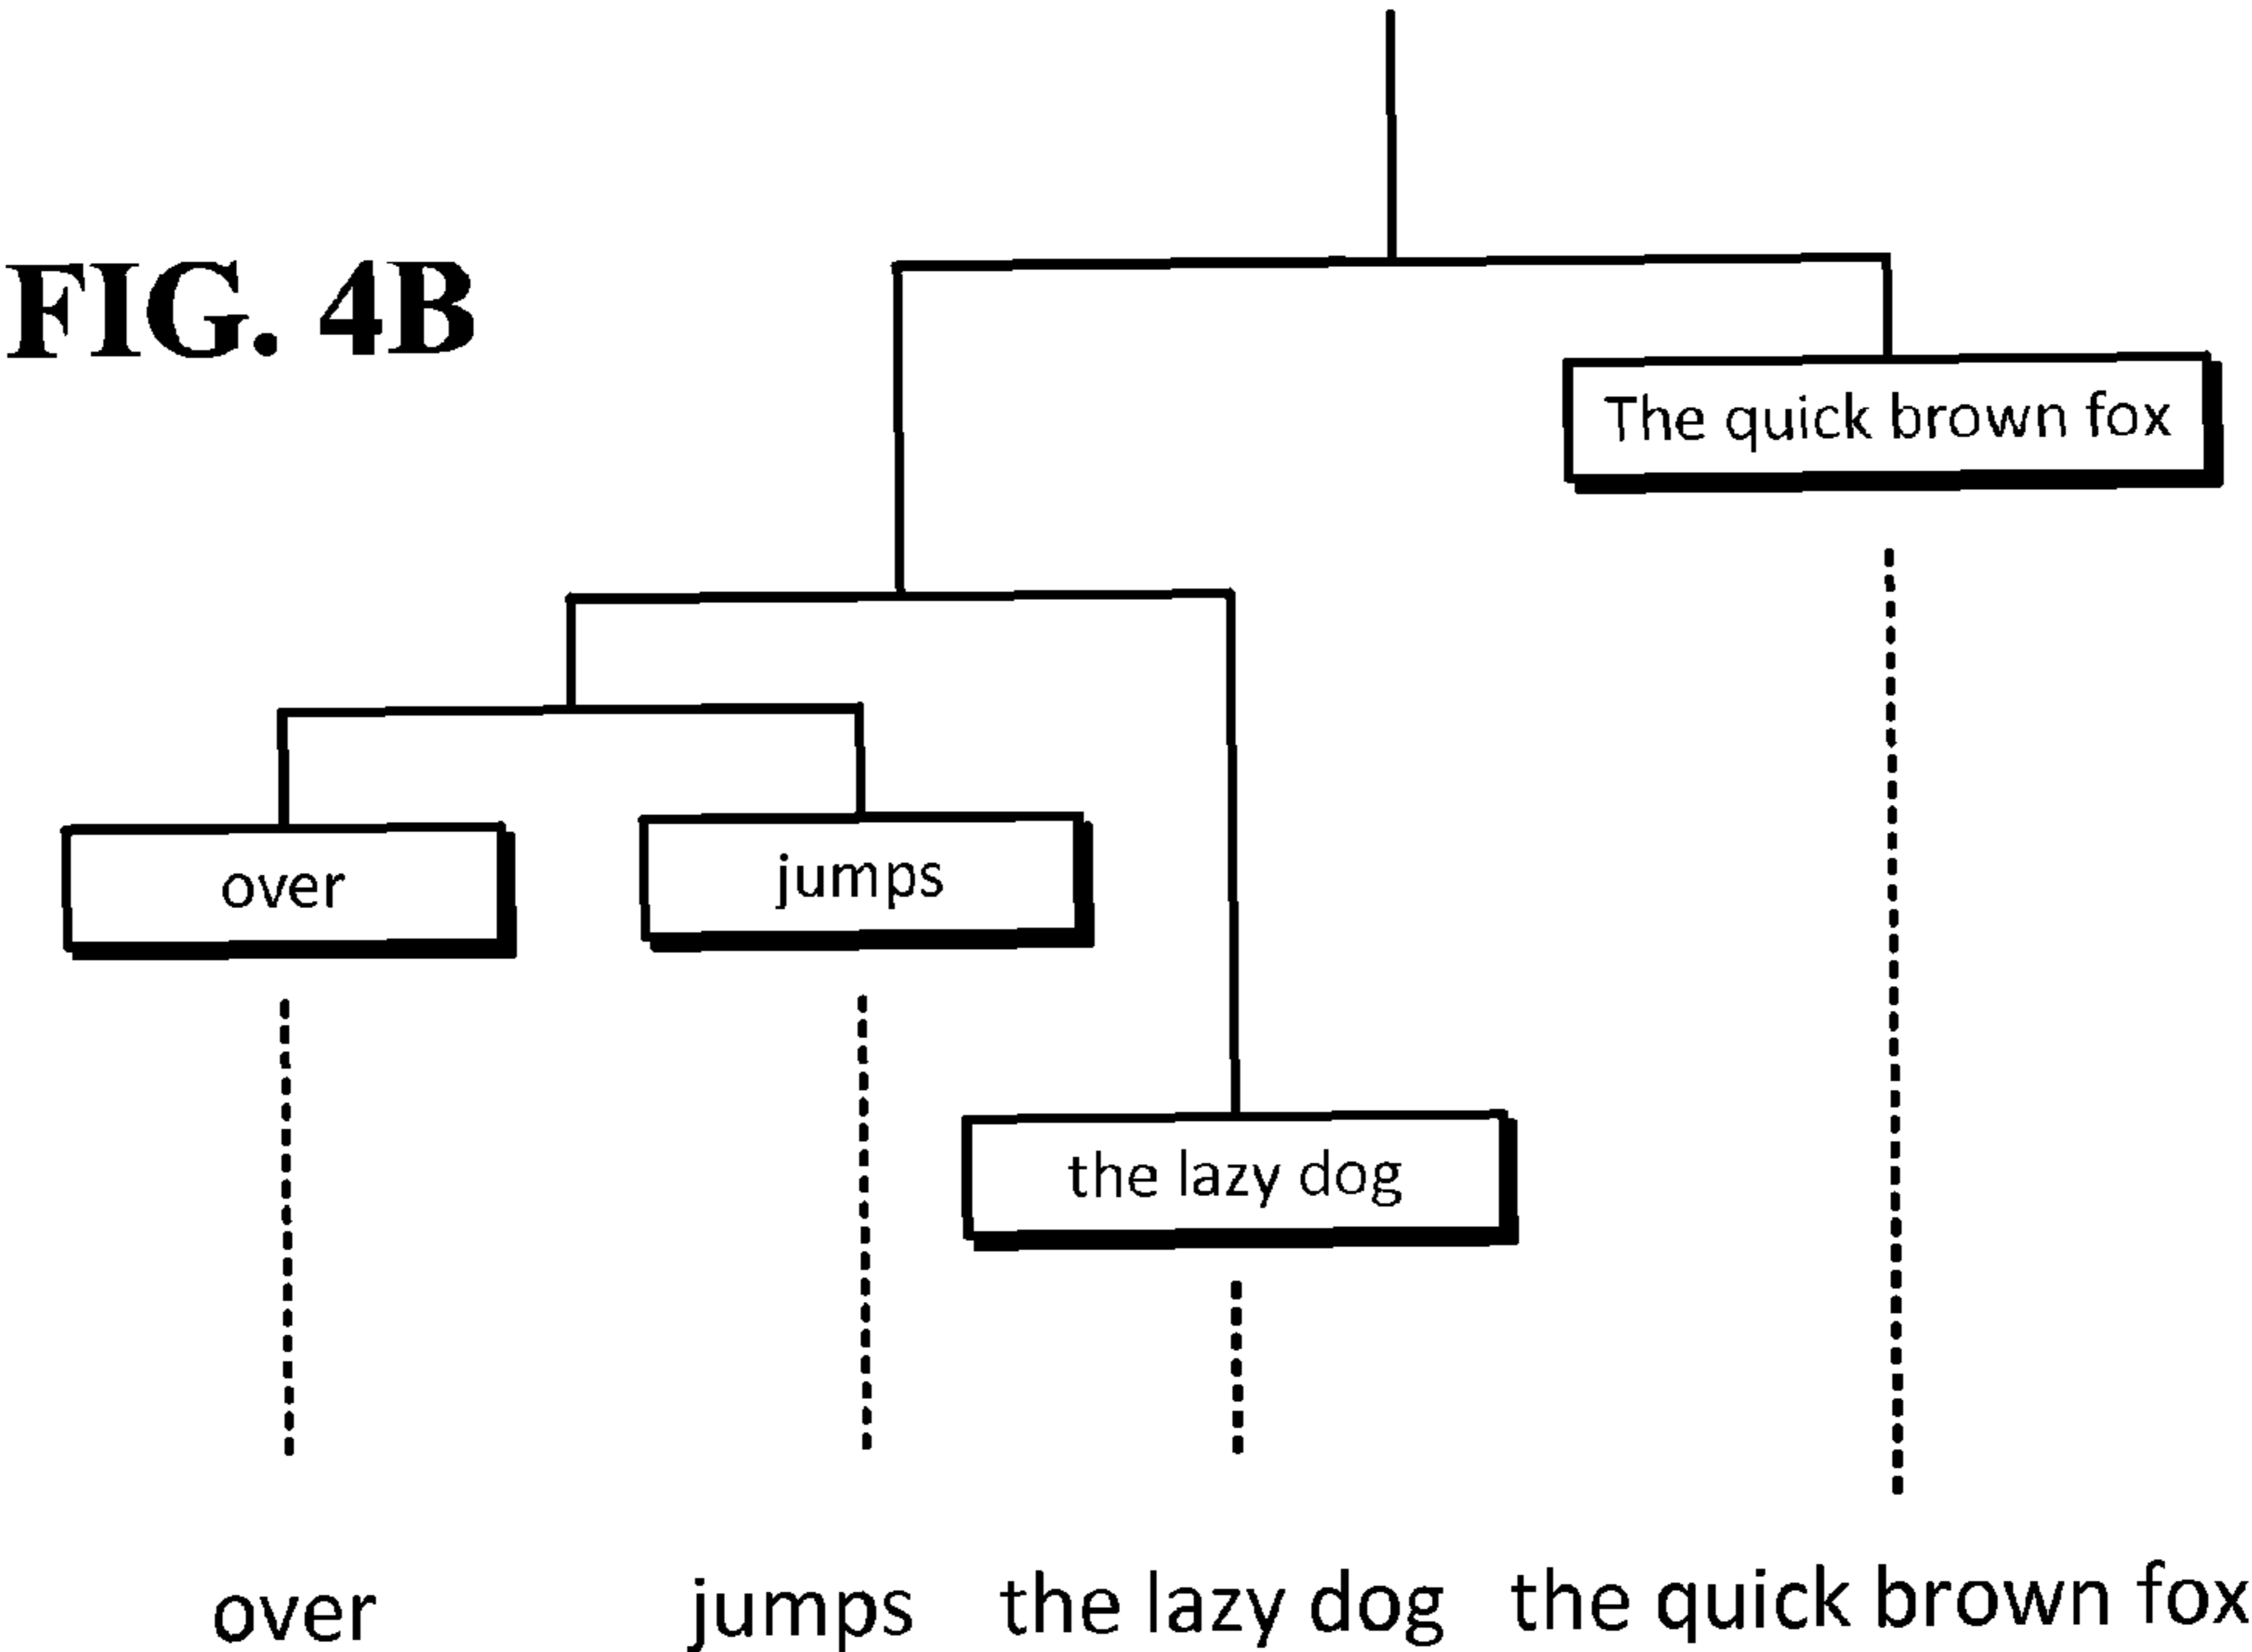 FIG. 4B
The quick brown fox
over
jumps
the lazy dog
over jumps the lazy dog the quick brown fox